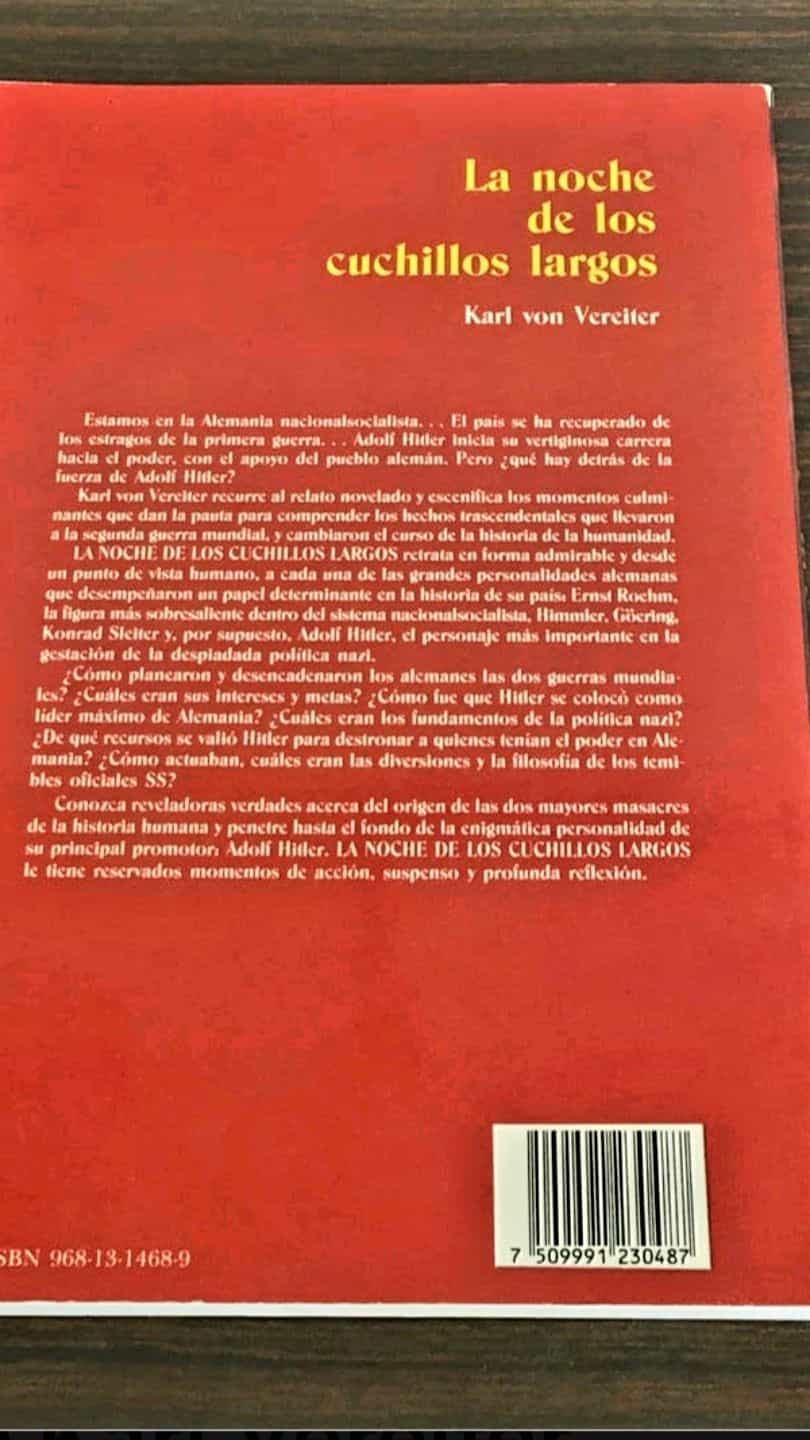 La noche
de los
cuchillos largos
Karl von Vereiter
Estamos en la Alemania nacionalsocialista. . . El país se ha recuperado de
los estragos de la primera guerra. . . Adolf Hitler inicia su vertiginosa carrera
hacia el poder, con el apoyo del pueblo alemán. Pero ¿qué hay detrás de la
fuerza de Adolf Hitler?
Karl von Vereiter recurre al relato novelado y escenifica los momentos culmi-
nantes que dan la pauta para comprender los hechos trascendentales que llevaron
a la segunda guerra mundial, y cambiaron el curso de la historia de la humanidad.
LA NOCHE DE LOS CUCHILLOS LARGOS retrata en forma admirable y desde
un punto de vista humano, a cada una de las grandes personalidades alemanas
que desempeñaron un papel determinante en la historia de su país: Ernst Roehm,
la figura más sobresaliente dentro del sistema nacionalsocialista, Himmler, Göering,
Konrad Sleiter y, por supuesto, Adolf Hitler, el personaje más importante en la
gestación de la despiadada política nazi.
¿Cómo planearon y desencadenaron los alemanes las dos guerras mundia-
les? ¿Cuáles eran sus intereses y metas? ¿Cómo fue que Hitler se colocó como
líder máximo de Alemania? ¿Cuáles eran los fundamentos de la política nazi?
¿De qué recursos se valió Hitler para destronar a quienes tenían el poder en Ale-
mania? ¿Cómo actuaban, cuáles eran las diversiones y la filosofía de los temi-
bles oficiales SS?
Conozca reveladoras verdades acerca del origen de las dos mayores masacres
de la historia humana y penetre hasta el fondo de la enigmática personalidad de
su principal promotor: Adolf Hitler. LA NOCHE DE LOS CUCHILLOS LARGOS
le tiene reservados momentos de acción, suspenso y profunda reflexión.
SBN 968-13-1468-9
7 509991 230487